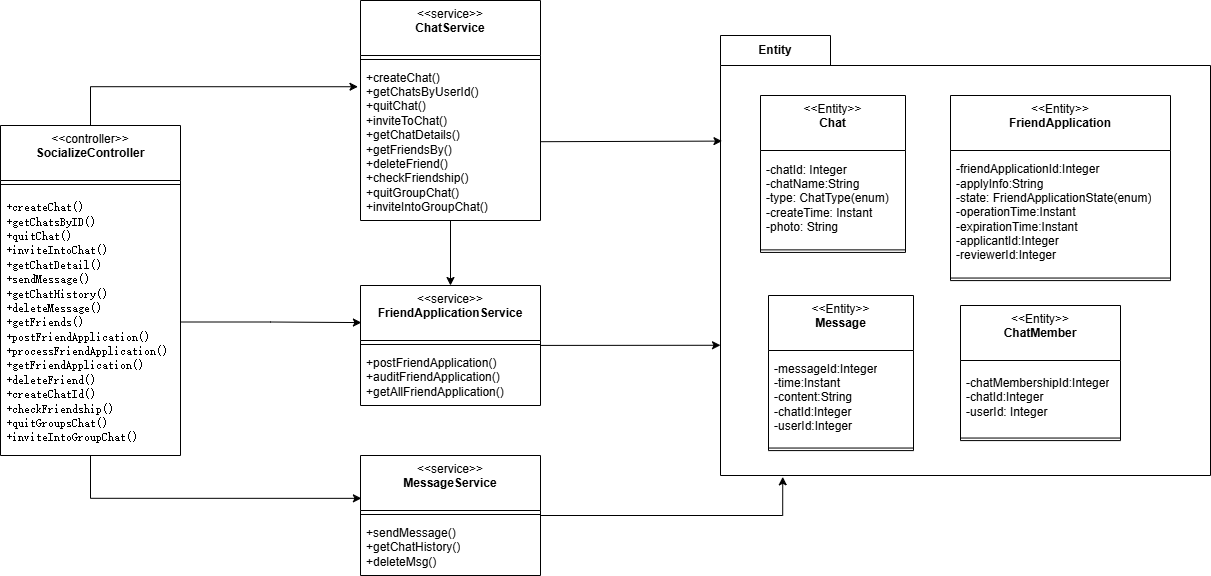 <<controller>>
SocializeController
+createChat()
+getChatsByID()
+quitChat()
+inviteIntoChat()
+getChatDetail()
+sendMessage()
+getChatHistory()
+deleteMessage()
+getFriends()
+postFriendApplication()
+processFriendApplication()
+getFriendApplication()
+deleteFriend()
+createChatId()
+checkFriendship()
+quitGroupsChat()
+inviteIntoGroupChat()
<<service>>
ChatService
+createChat()
+getChatsByUserId()
+quitChat()
+inviteToChat()
+getChatDetails()
+getFriendsBy()
+deleteFriend()
+checkFriendship()
+quitGroupChat()
+inviteIntoGroupChat()
<<service>>
FriendApplicationService
+postFriendApplication()
+auditFriendApplication()
+getAllFriendApplication()
<<service>>
MessageService
+sendMessage()
+getChatHistory()
+deleteMsg()
Entity
<<Entity>>
Chat
-chatId: Integer
-chatName:String
-type: ChatType(enum)
-createTime: Instant
-photo: String
<<Entity>>
FriendApplication
-friendApplicationId:Integer
-applyInfo:String
-state: FriendApplicationState(enum)
-operationTime:Instant
-expirationTime:Instant
-applicantId:Integer
-reviewerId:Integer
<<Entity>>
Message
-messageId:Integer
-time:Instant
-content:String
-chatId:Integer
-userId:Integer
<<Entity>>
ChatMember
-chatMembershipId:Integer
-chatId:Integer
-userId: Integer